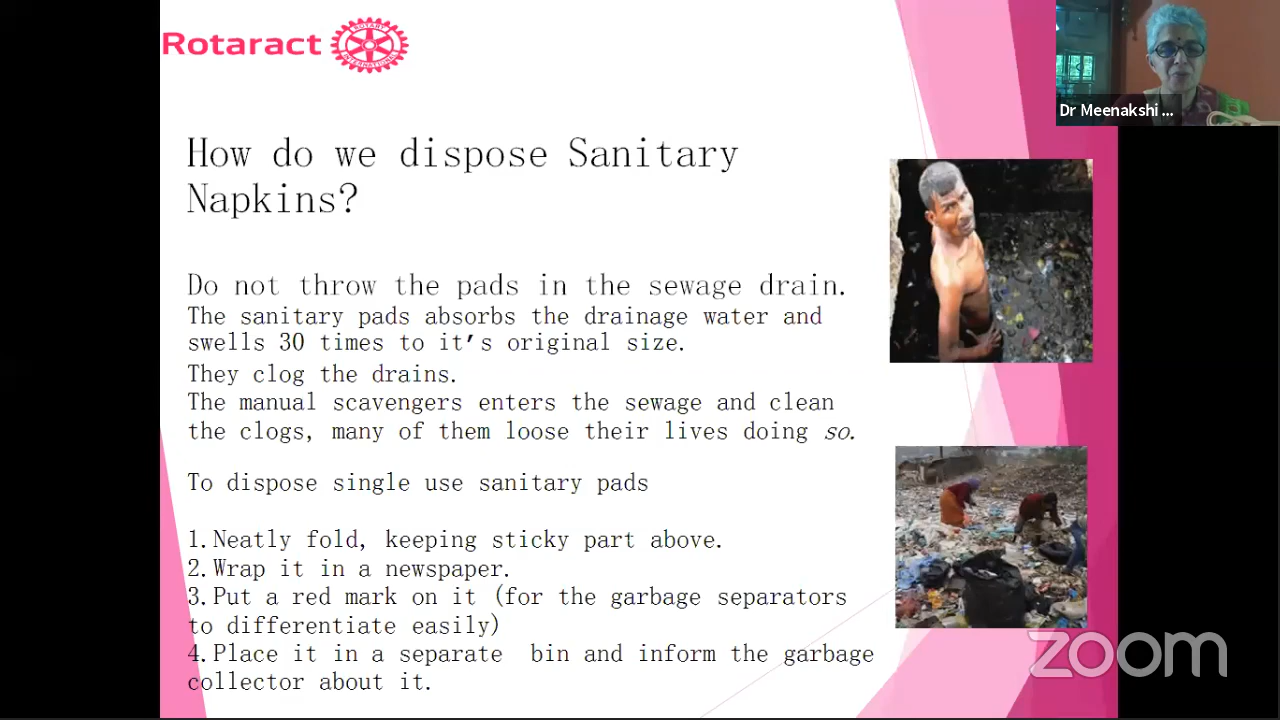 Rotaract
ROTARY
INTERNATIONAL
Dr Meenakshi ...
How do we dispose Sanitary
Napkins?
Do not throw the pads in the sewage drain.
The sanitary pads absorbs the drainage water and
swells 30 times to it's original size.
They clog the drains.
The manual scavengers enters the sewage and clean
the clogs, many of them loose their lives doing so.
To dispose single use sanitary pads
1.Neatly fold, keeping sticky part above.
2.Wrap it in a newspaper.
3.Put a red mark on it (for the garbage separators
to differentiate easily)
4.Place it in a separate  bin and inform the garbage
collector about it.
zoom